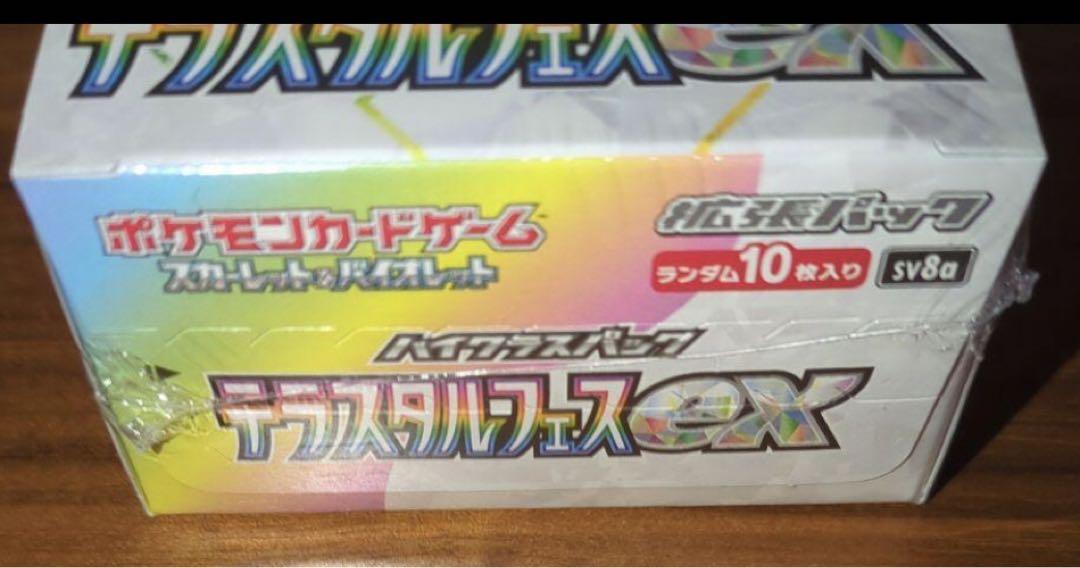 テラスタルフェスex
ポケモンカードゲーム
スカーレット&バイオレット
拡張パック
ランダム10枚入り
SV8a
ハイクラスパック
テラスタルフェスex